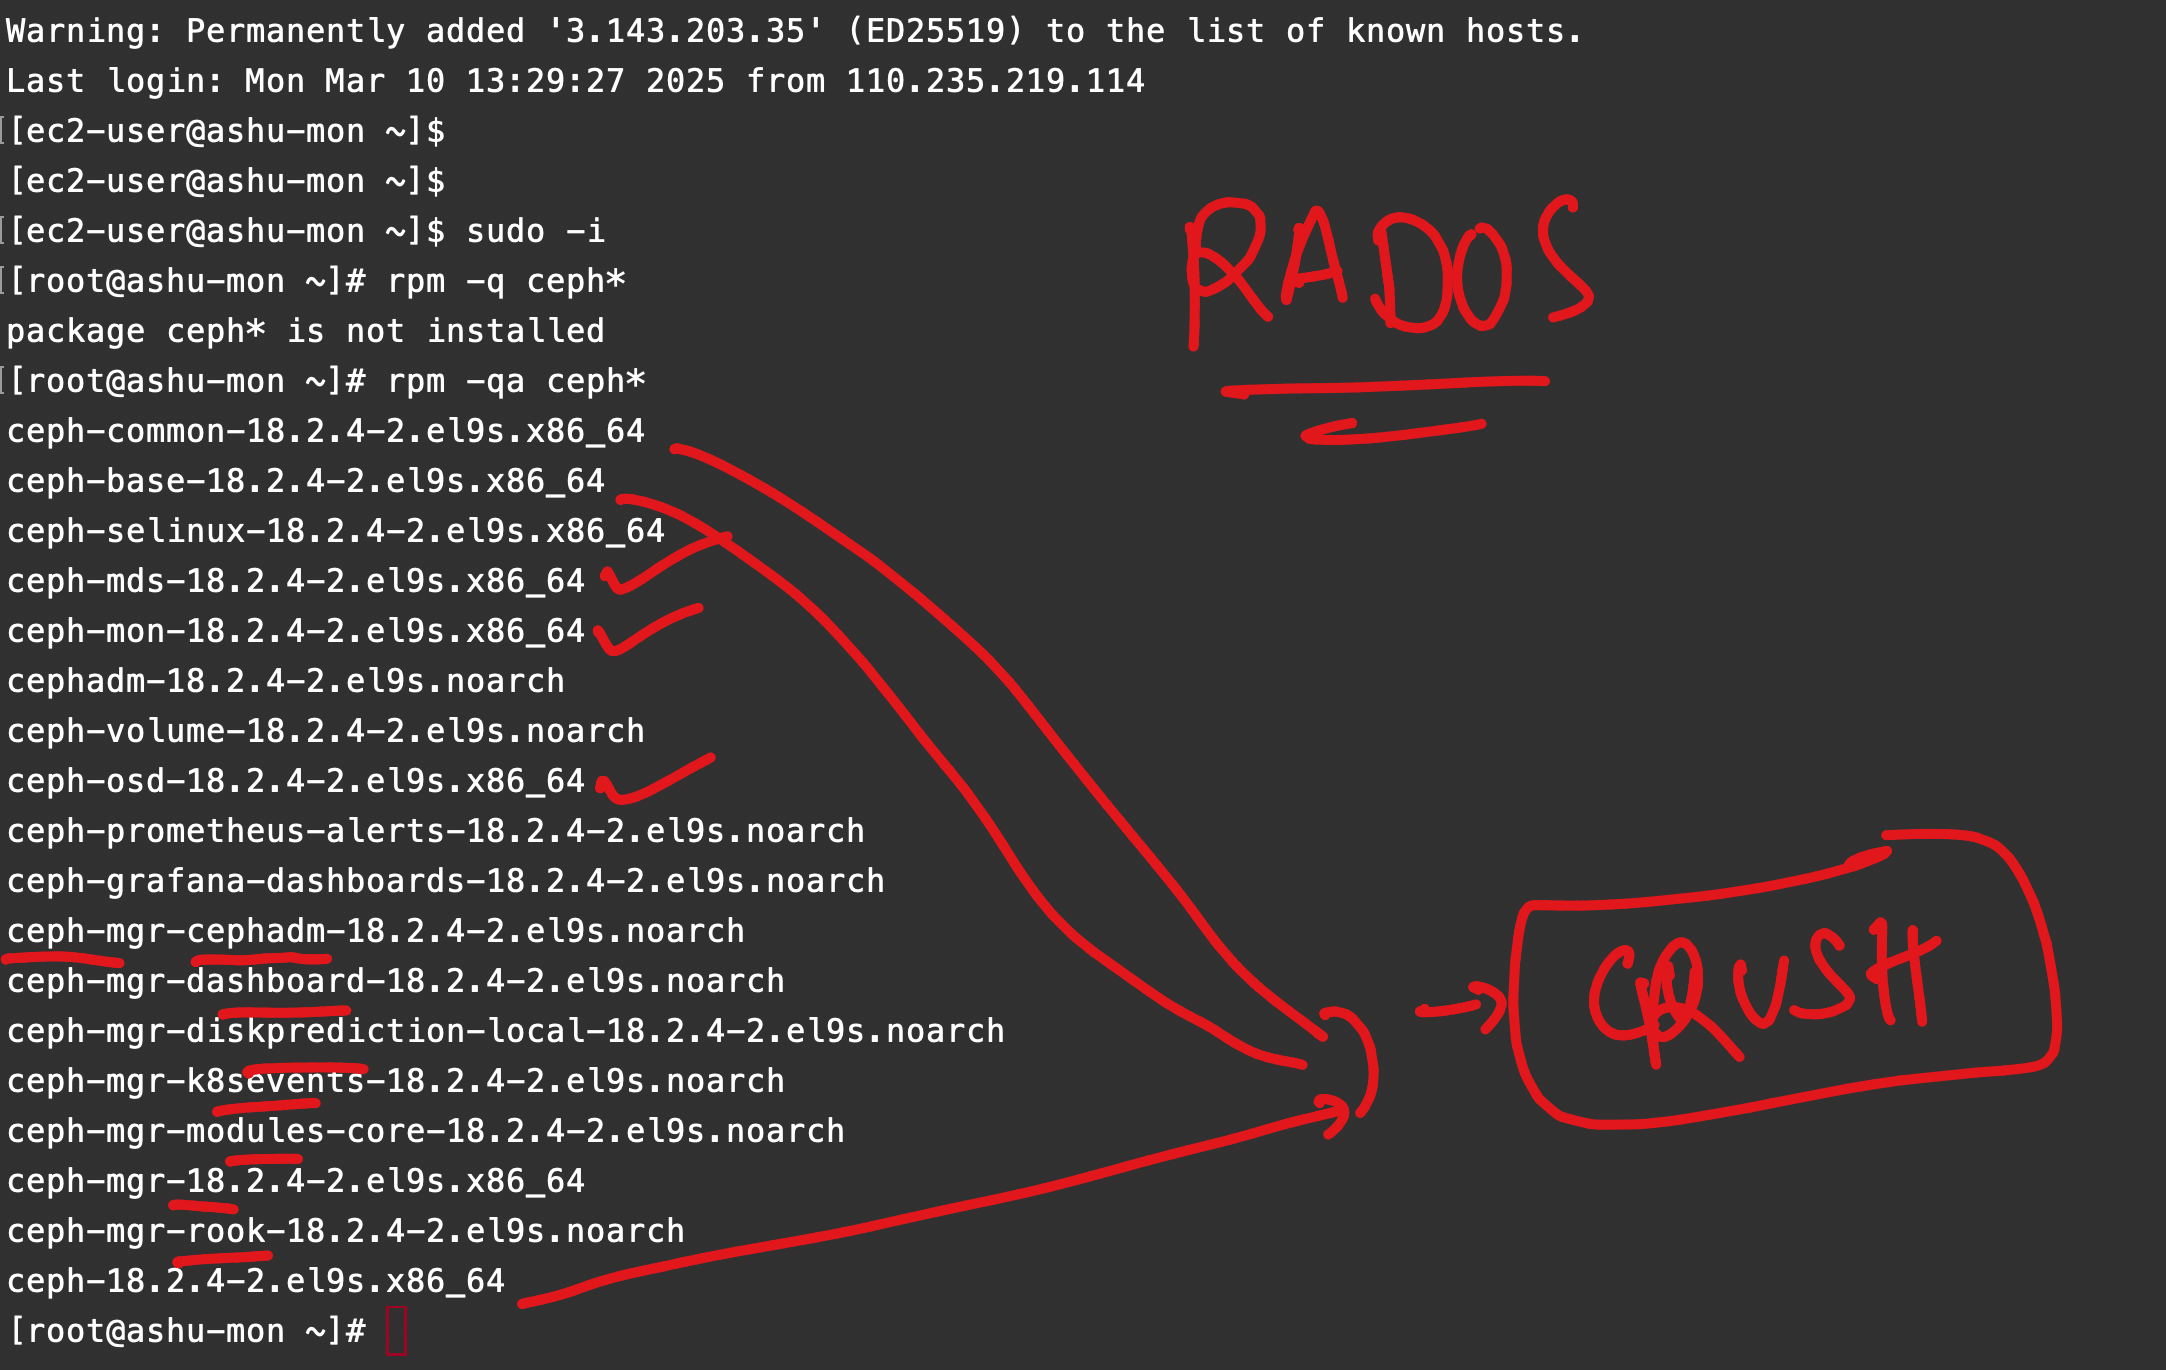 Warning: Permanently added '3.143.203.35' (ED25519) to the list of known hosts.
Last login: Mon Mar 10 13:29:27 2025 from 110.235.219.114
[[ec2-user@ashu-mon ~]$
[ec2-user@ashu-mon ~]$
[[ec2-user@ashu-mon ~]$ sudo -i
[[root@ashu-mon ~]# rpm -q ceph*
package ceph* is not installed
[[root@ashu-mon ~]# rpm -qa ceph*
ceph-common-18.2.4-2.el9s.x86_64
ceph-base-18.2.4-2.el9s.x86_64
ceph-selinux-18.2.4-2.el9s.x86_64
ceph-mds-18.2.4-2.el9s.x86_64
ceph-mon-18.2.4-2.el9s.x86_64
cephadm-18.2.4-2.el9s.noarch
ceph-volume-18.2.4-2.el9s.noarch
ceph-osd-18.2.4-2.el9s.x86_64
ceph-prometheus-alerts-18.2.4-2.el9s.noarch
ceph-grafana-dashboards-18.2.4-2.el9s.noarch
ceph-mgr-cephadm-18.2.4-2.el9s.noarch
ceph-mgr-dashboard-18.2.4-2.el9s.noarch
ceph-mgr-diskprediction-local-18.2.4-2.el9s.noarch
ceph-mgr-k8sevents-18.2.4-2.el9s.noarch
ceph-mgr-modules-core-18.2.4-2.el9s.noarch
ceph-mgr-18.2.4-2.el9s.x86_64
ceph-mgr-rook-18.2.4-2.el9s.noarch
ceph-18.2.4-2.el9s.x86_64
[root@ashu-mon ~]#
RADOS
CRUSH